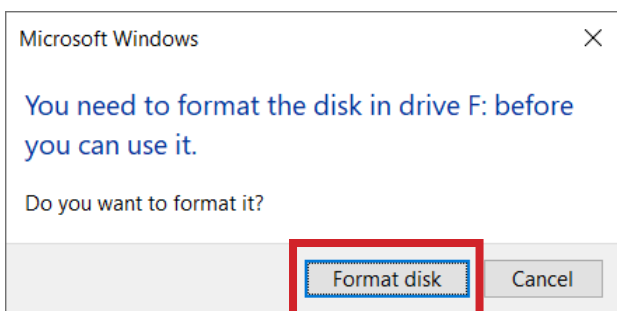 Microsoft Windows
You need to format the disk in drive F: before
you can use it.
Do you want to format it?
Format disk
Cancel